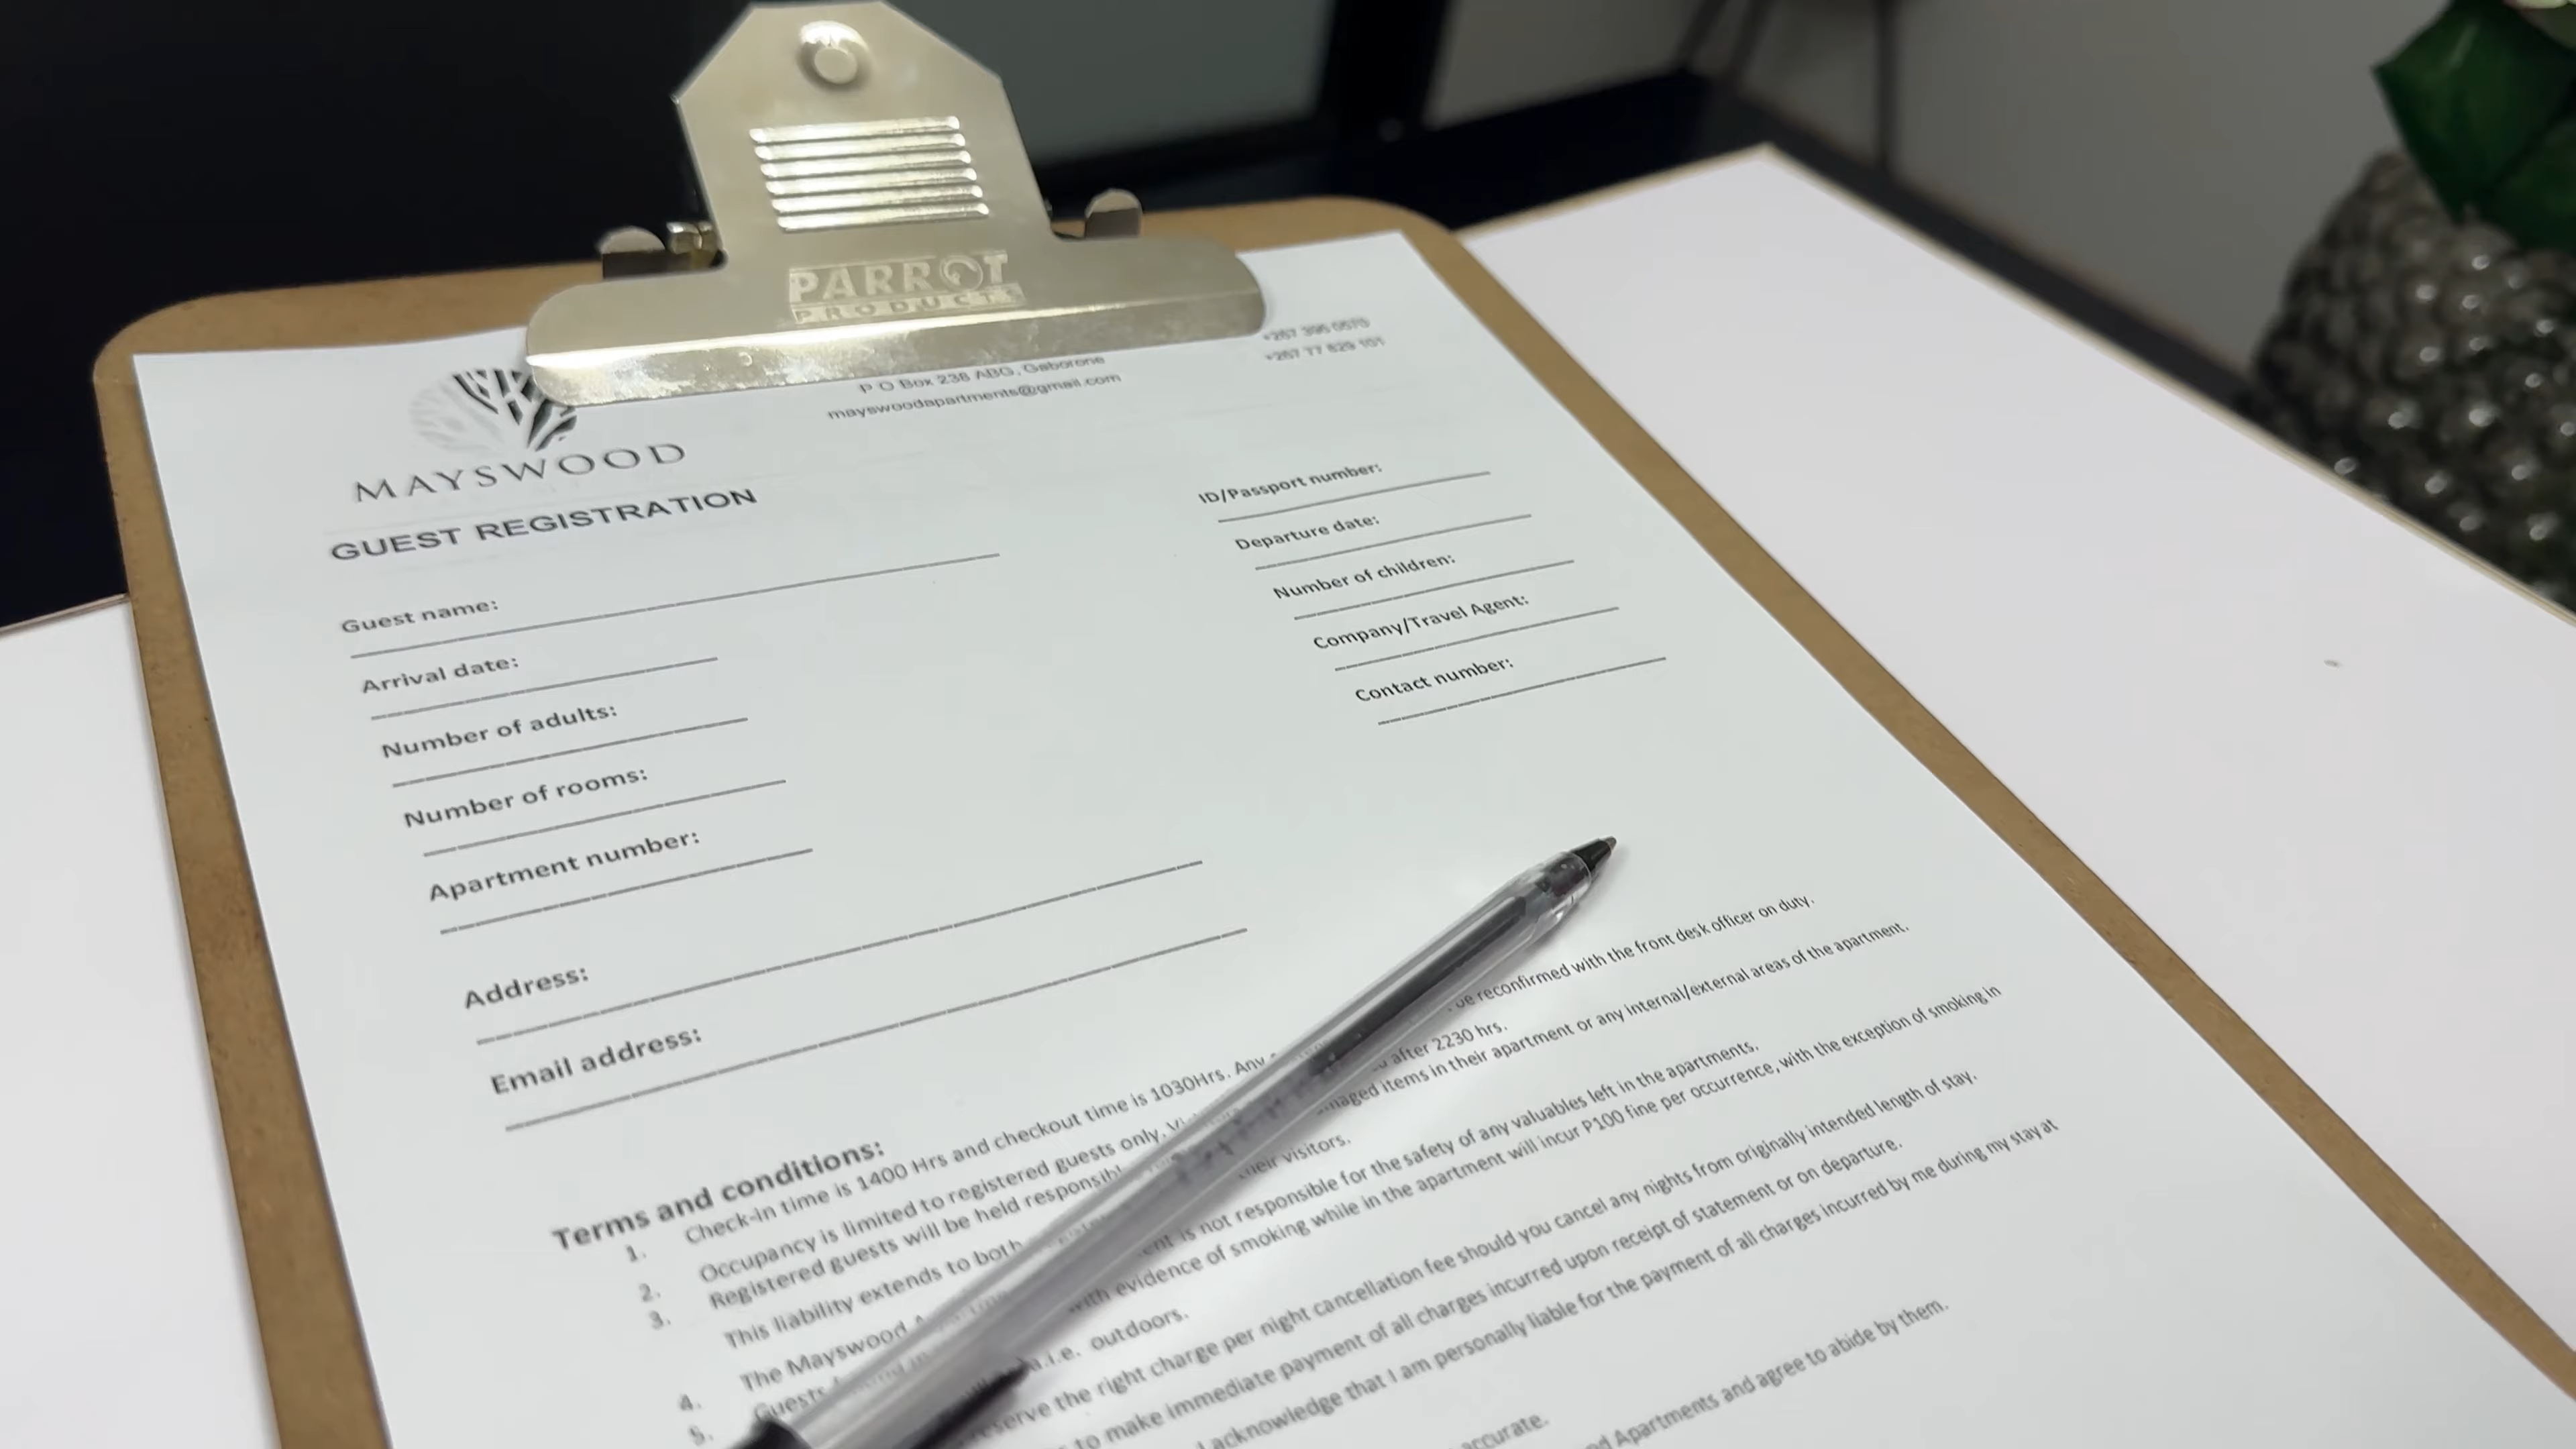 PARROT
PRODUCTS
+267 396 0575
P O Box 238 ABG, Gaborone
+267 77 829 101
mayswoodapartments@gmail.com
MAYSWOOD
GUEST REGISTRATION
Guest name:
Arrival date:
Number of adults:
Number of rooms:
Apartment number:
ID/Passport number:
Departure date:
Number of children:
Company/Travel Agent:
Contact number:
Address:
Email address:
Terms and conditions:
1. Check-in time is 1400 Hrs and checkout time is 1030Hrs. Any be reconfirmed with the front desk officer on duty.
2. Occupancy is limited to registered guests only. after 2230 hrs.
3. Registered guests will be held items in their apartment or any internal/external areas of the apartment.
This liability extends to both their visitors.
4. The Mayswood is not responsible for the safety of any valuables left in the apartments.
5. Guests with evidence of smoking while in the apartment will incur P100 fine per occurrence, with the exception of smoking in
i.e. outdoors.
the right charge per night cancellation fee should you cancel any nights from originally intended length of stay.
to make immediate payment of all charges incurred upon receipt of statement or on departure.
I acknowledge that I am personally liable for the payment of all charges incurred by me during my stay at
Apartments and agree to abide by them.